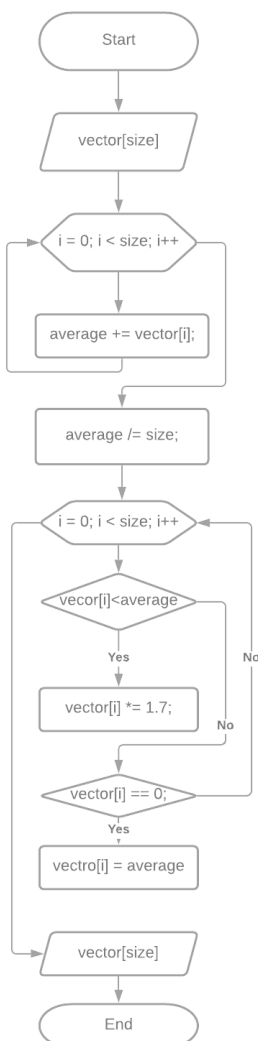 Start
vector[size]
i = 0; i < size; i++
average += vector[i];
average /= size;
i = 0; i < size; i++
vecor[i]<average
Yes
No
vector[i] *= 1.7;
No
vector[i] == 0;
Yes
vectro[i] = average
vector[size]
End